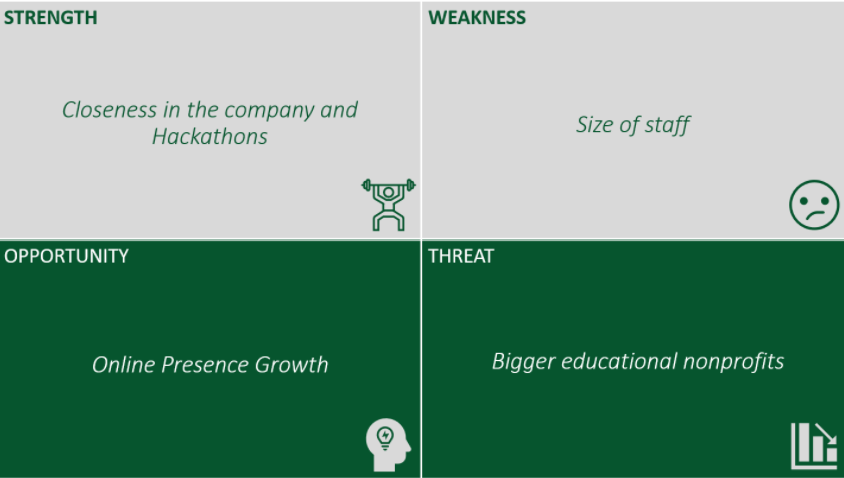 STRENGTH
Closeness in the company and
Hackathons
WEAKNESS
Size of staff
OPPORTUNITY
Online Presence Growth
THREAT
Bigger educational nonprofits